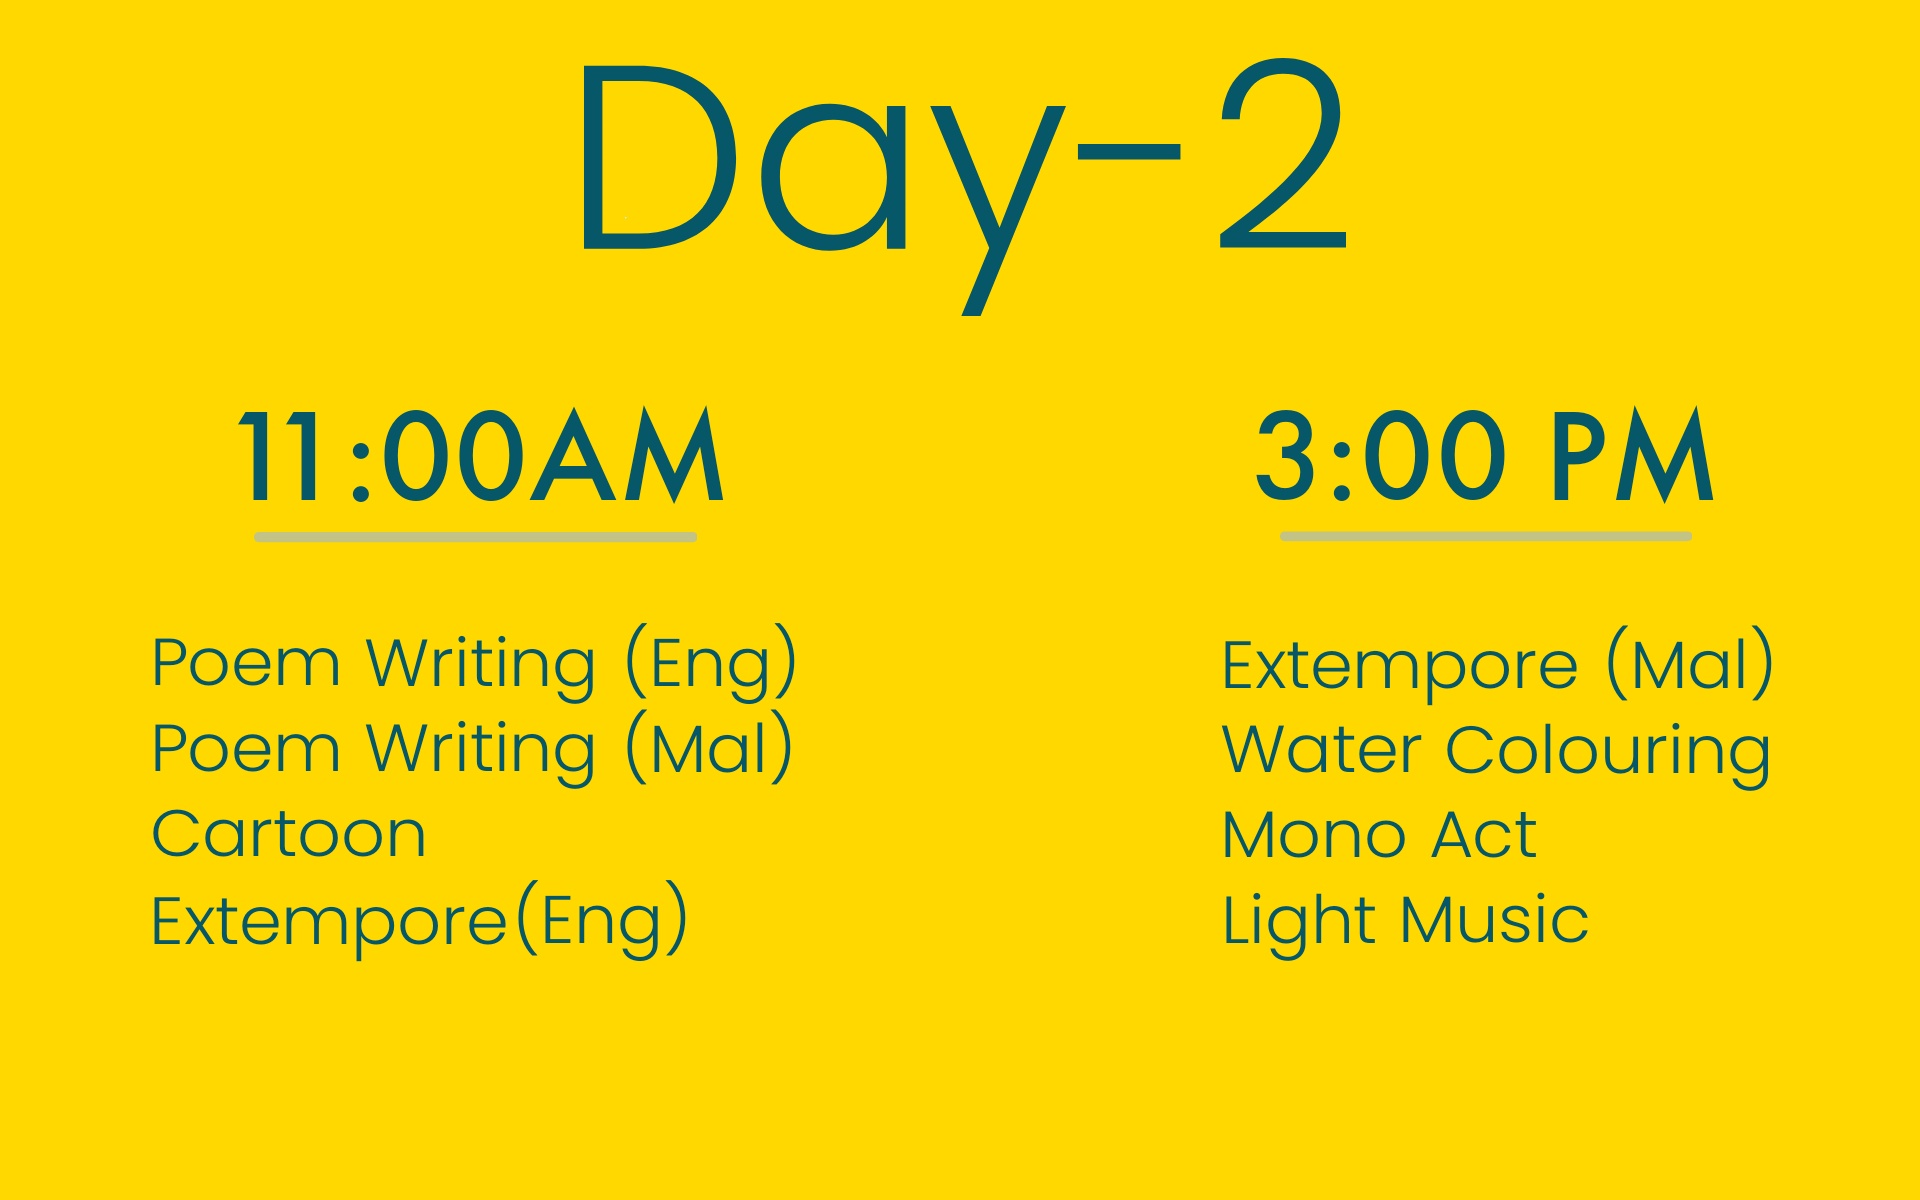 Day-2
11:00AM
Poem Writing (Eng)
Poem Writing (Mal)
Cartoon
Extempore(Eng)
3:00 PM
Extempore (Mal)
Water Colouring
Mono Act
Light Music